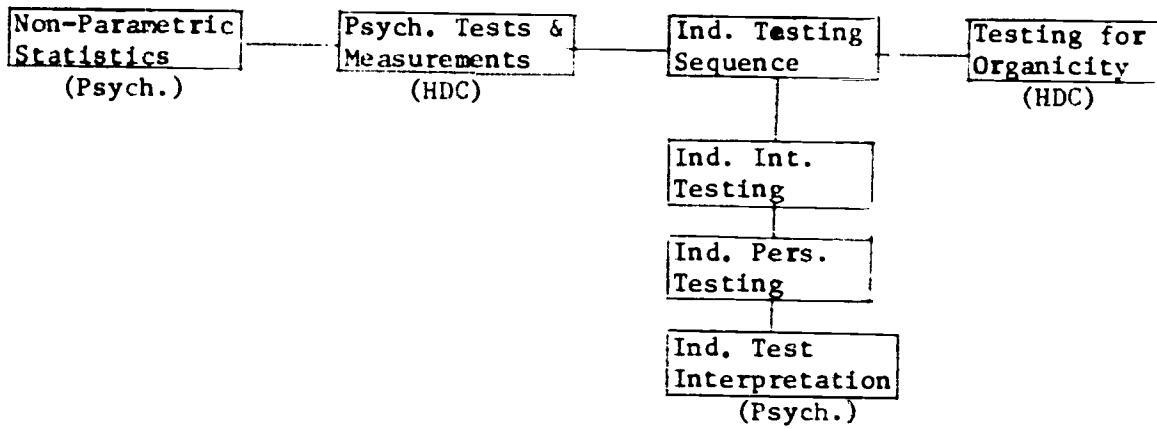 Non-Parametric
Statistics
(Psych.)
Psych. Tests &
Measurements
(HDC)
Ind. Testing
Sequence
Testing for
Organicity
(HDC)
Ind. Int.
Testing
Ind. Pers.
Testing
Ind. Test
Interpretation
(Psych.)